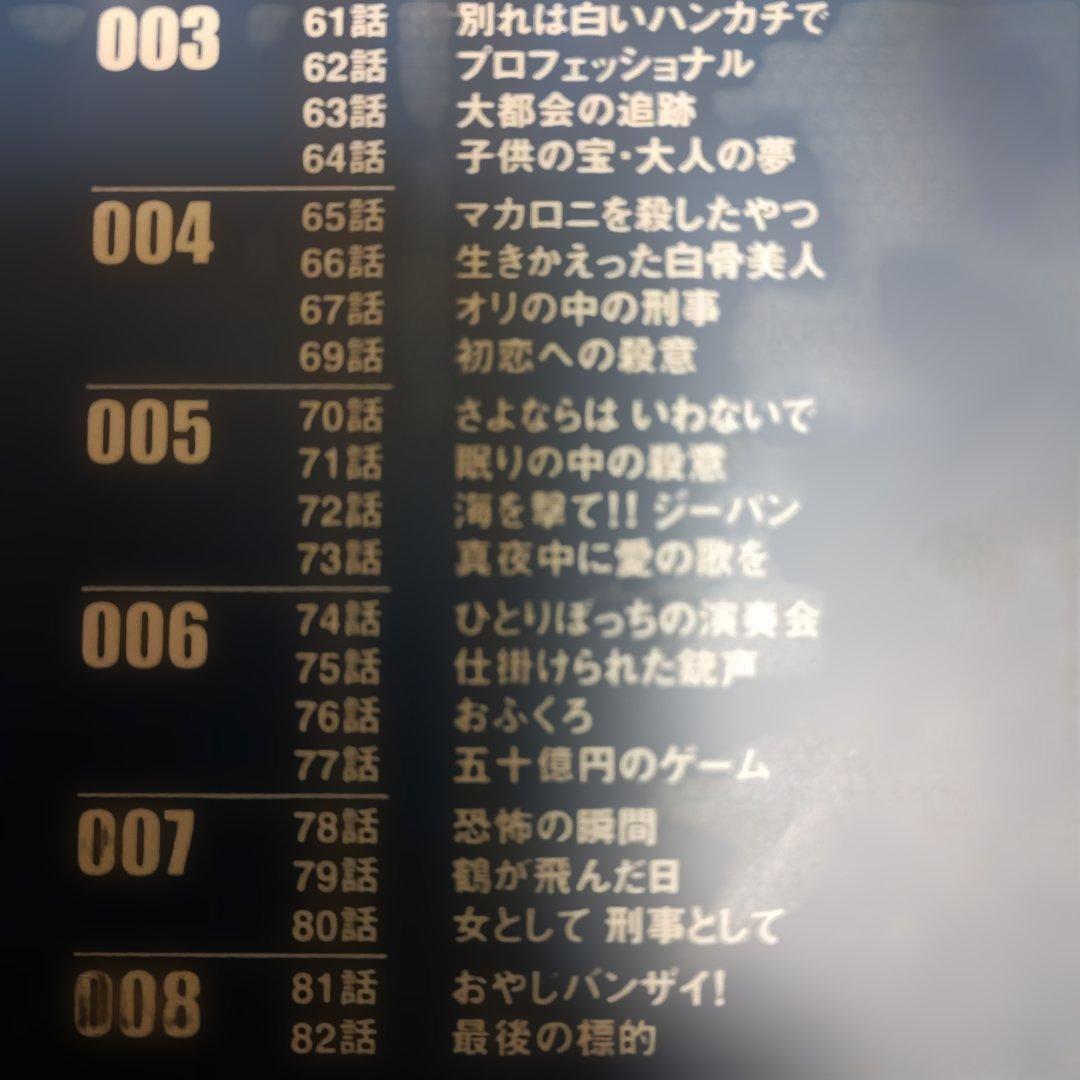 003 61話 別れは白いハンカチで
62話 プロフェッショナル
63話 大都会の追跡
64話 子供の宝・大人の夢
004 65話 マカロニを殺したやつ
66話 生きかえった白骨美人
67話 オリの中の刑事
69話 初恋への殺意
005 70話 さよならは いわないで
71話 眠りの中の殺意
72話 海を撃て!! ジーパン
73話 真夜中に愛の歌を
006 74話 ひとりぼっちの演奏会
75話 仕掛けられた銃声
76話 おふくろ
77話 五十億円のゲーム
007 78話 恐怖の瞬間
79話 鶴が飛んだ日
80話 女として 刑事として
008 81話 おやじバンザイ!
82話 最後の標的